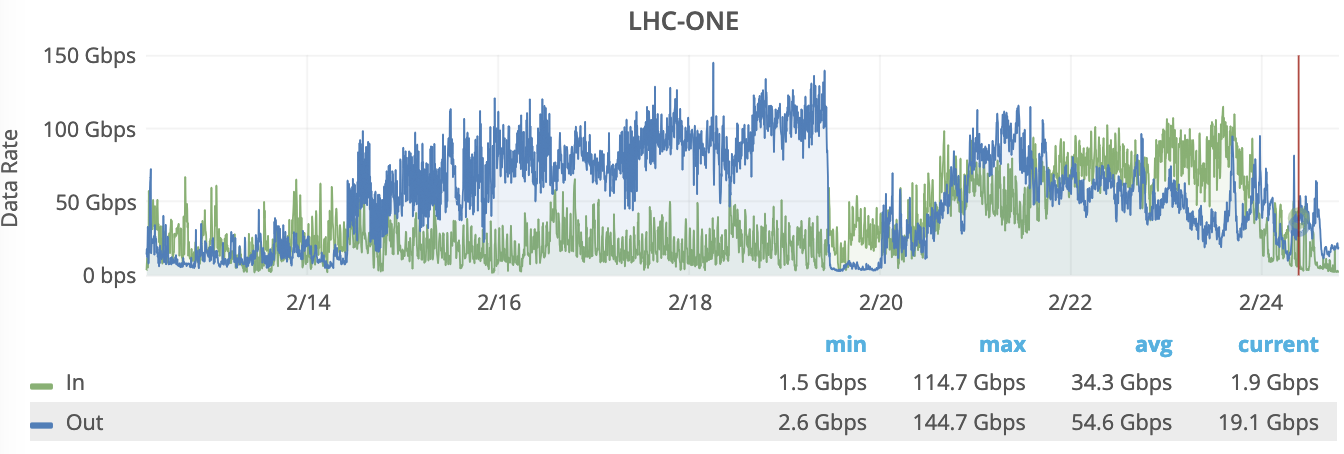 LHC-ONE
150 Gbps
100 Gbps
50 Gbps
0 bps
Data Rate
2/14 2/16 2/18 2/20 2/22 2/24
min max avg current
In 1.5 Gbps 114.7 Gbps 34.3 Gbps 1.9 Gbps
Out 2.6 Gbps 144.7 Gbps 54.6 Gbps 19.1 Gbps